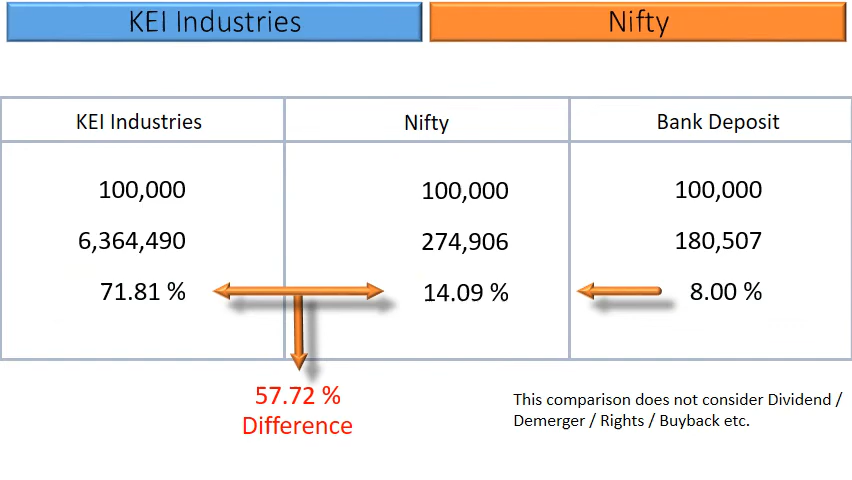 KEI Industries
Nifty
KEI Industries
Nifty
Bank Deposit
100,000
100,000
100,000
6,364,490
274,906
180,507
71.81 %
14.09 %
8.00 %
57.72 %
Difference
This comparison does not consider Dividend /
Demerger / Rights / Buyback etc.